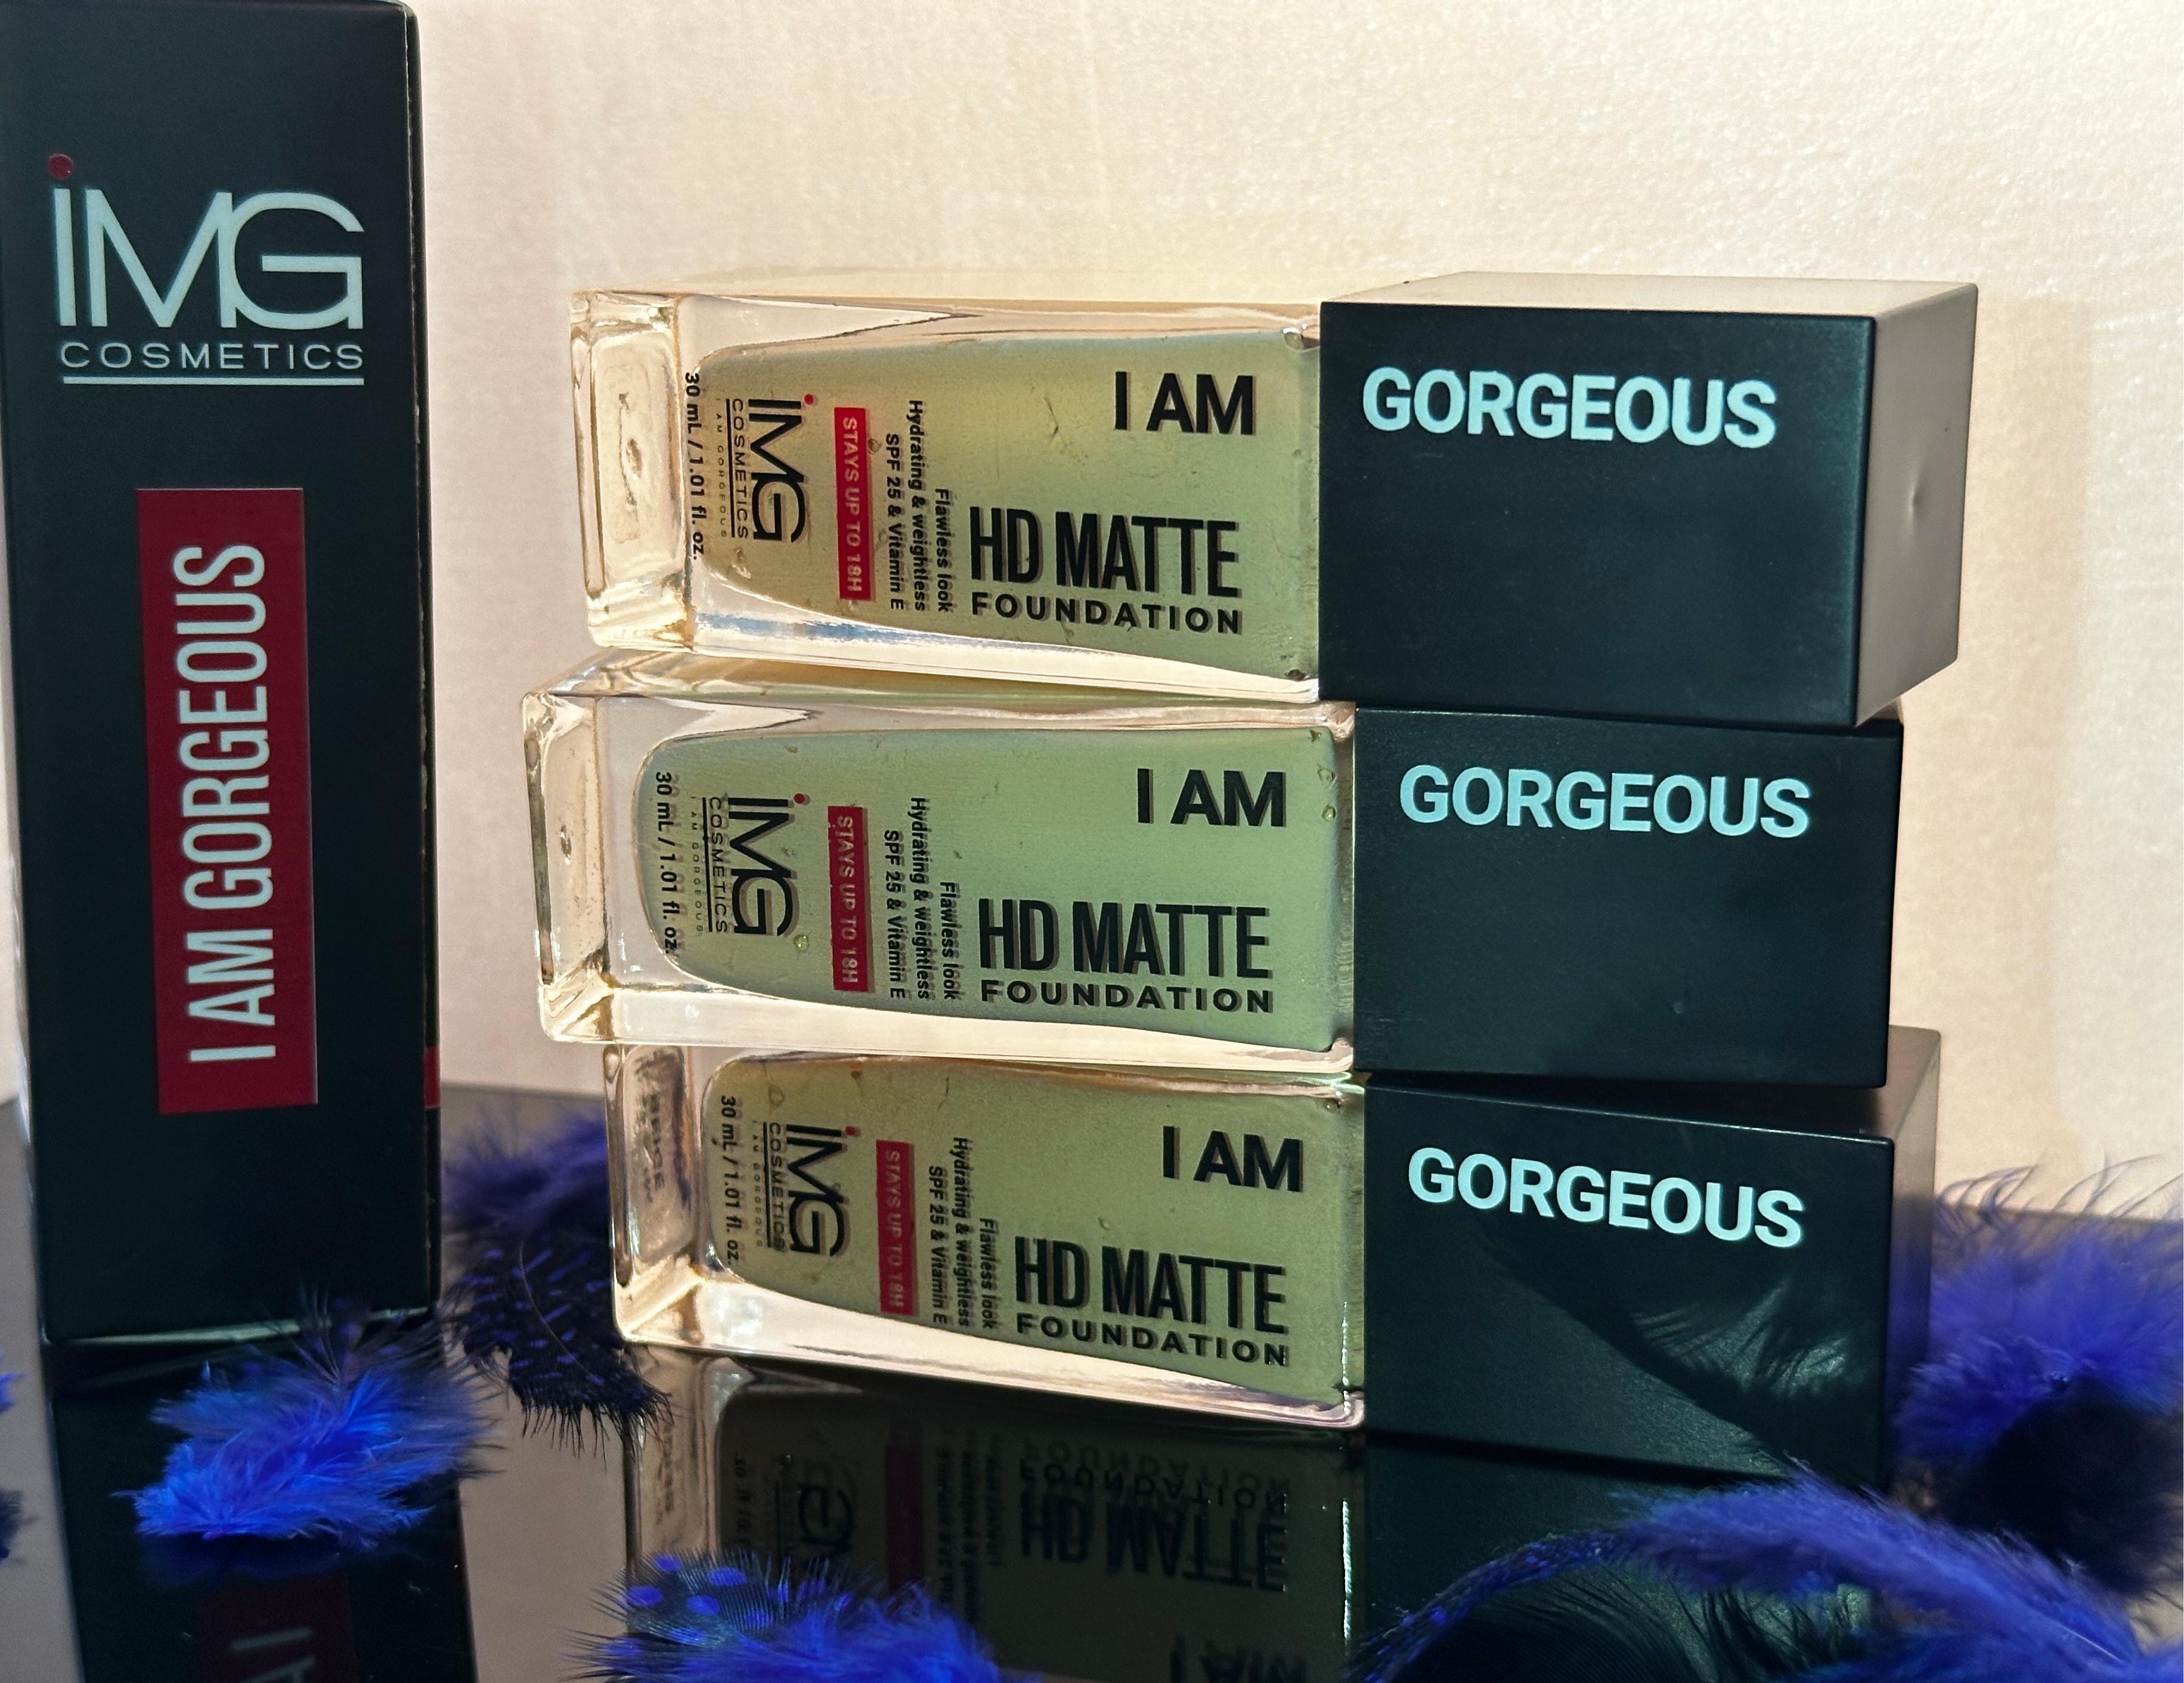 iMG
COSMETICS
I AM GORGEOUS
I AM
GORGEOUS
HD MATTE
FOUNDATION
Flawless look
Hydrating & weightless
SPF 25 & Vitamin E
STAYS UP TO 18H
iMG
COSMETICS
I AM GORGEOUS
30 mL / 1.01 fl. oz.
I AM
GORGEOUS
HD MATTE
FOUNDATION
Flawless look
Hydrating & weightless
SPF 25 & Vitamin E
STAYS UP TO 18H
iMG
COSMETICS
I AM GORGEOUS
30 mL / 1.01 fl. oz.
I AM
GORGEOUS
HD MATTE
FOUNDATION
Flawless look
Hydrating & weightless
SPF 25 & Vitamin E
STAYS UP TO 18H
iMG
COSMETICS
I AM GORGEOUS
30 mL / 1.01 fl. oz.